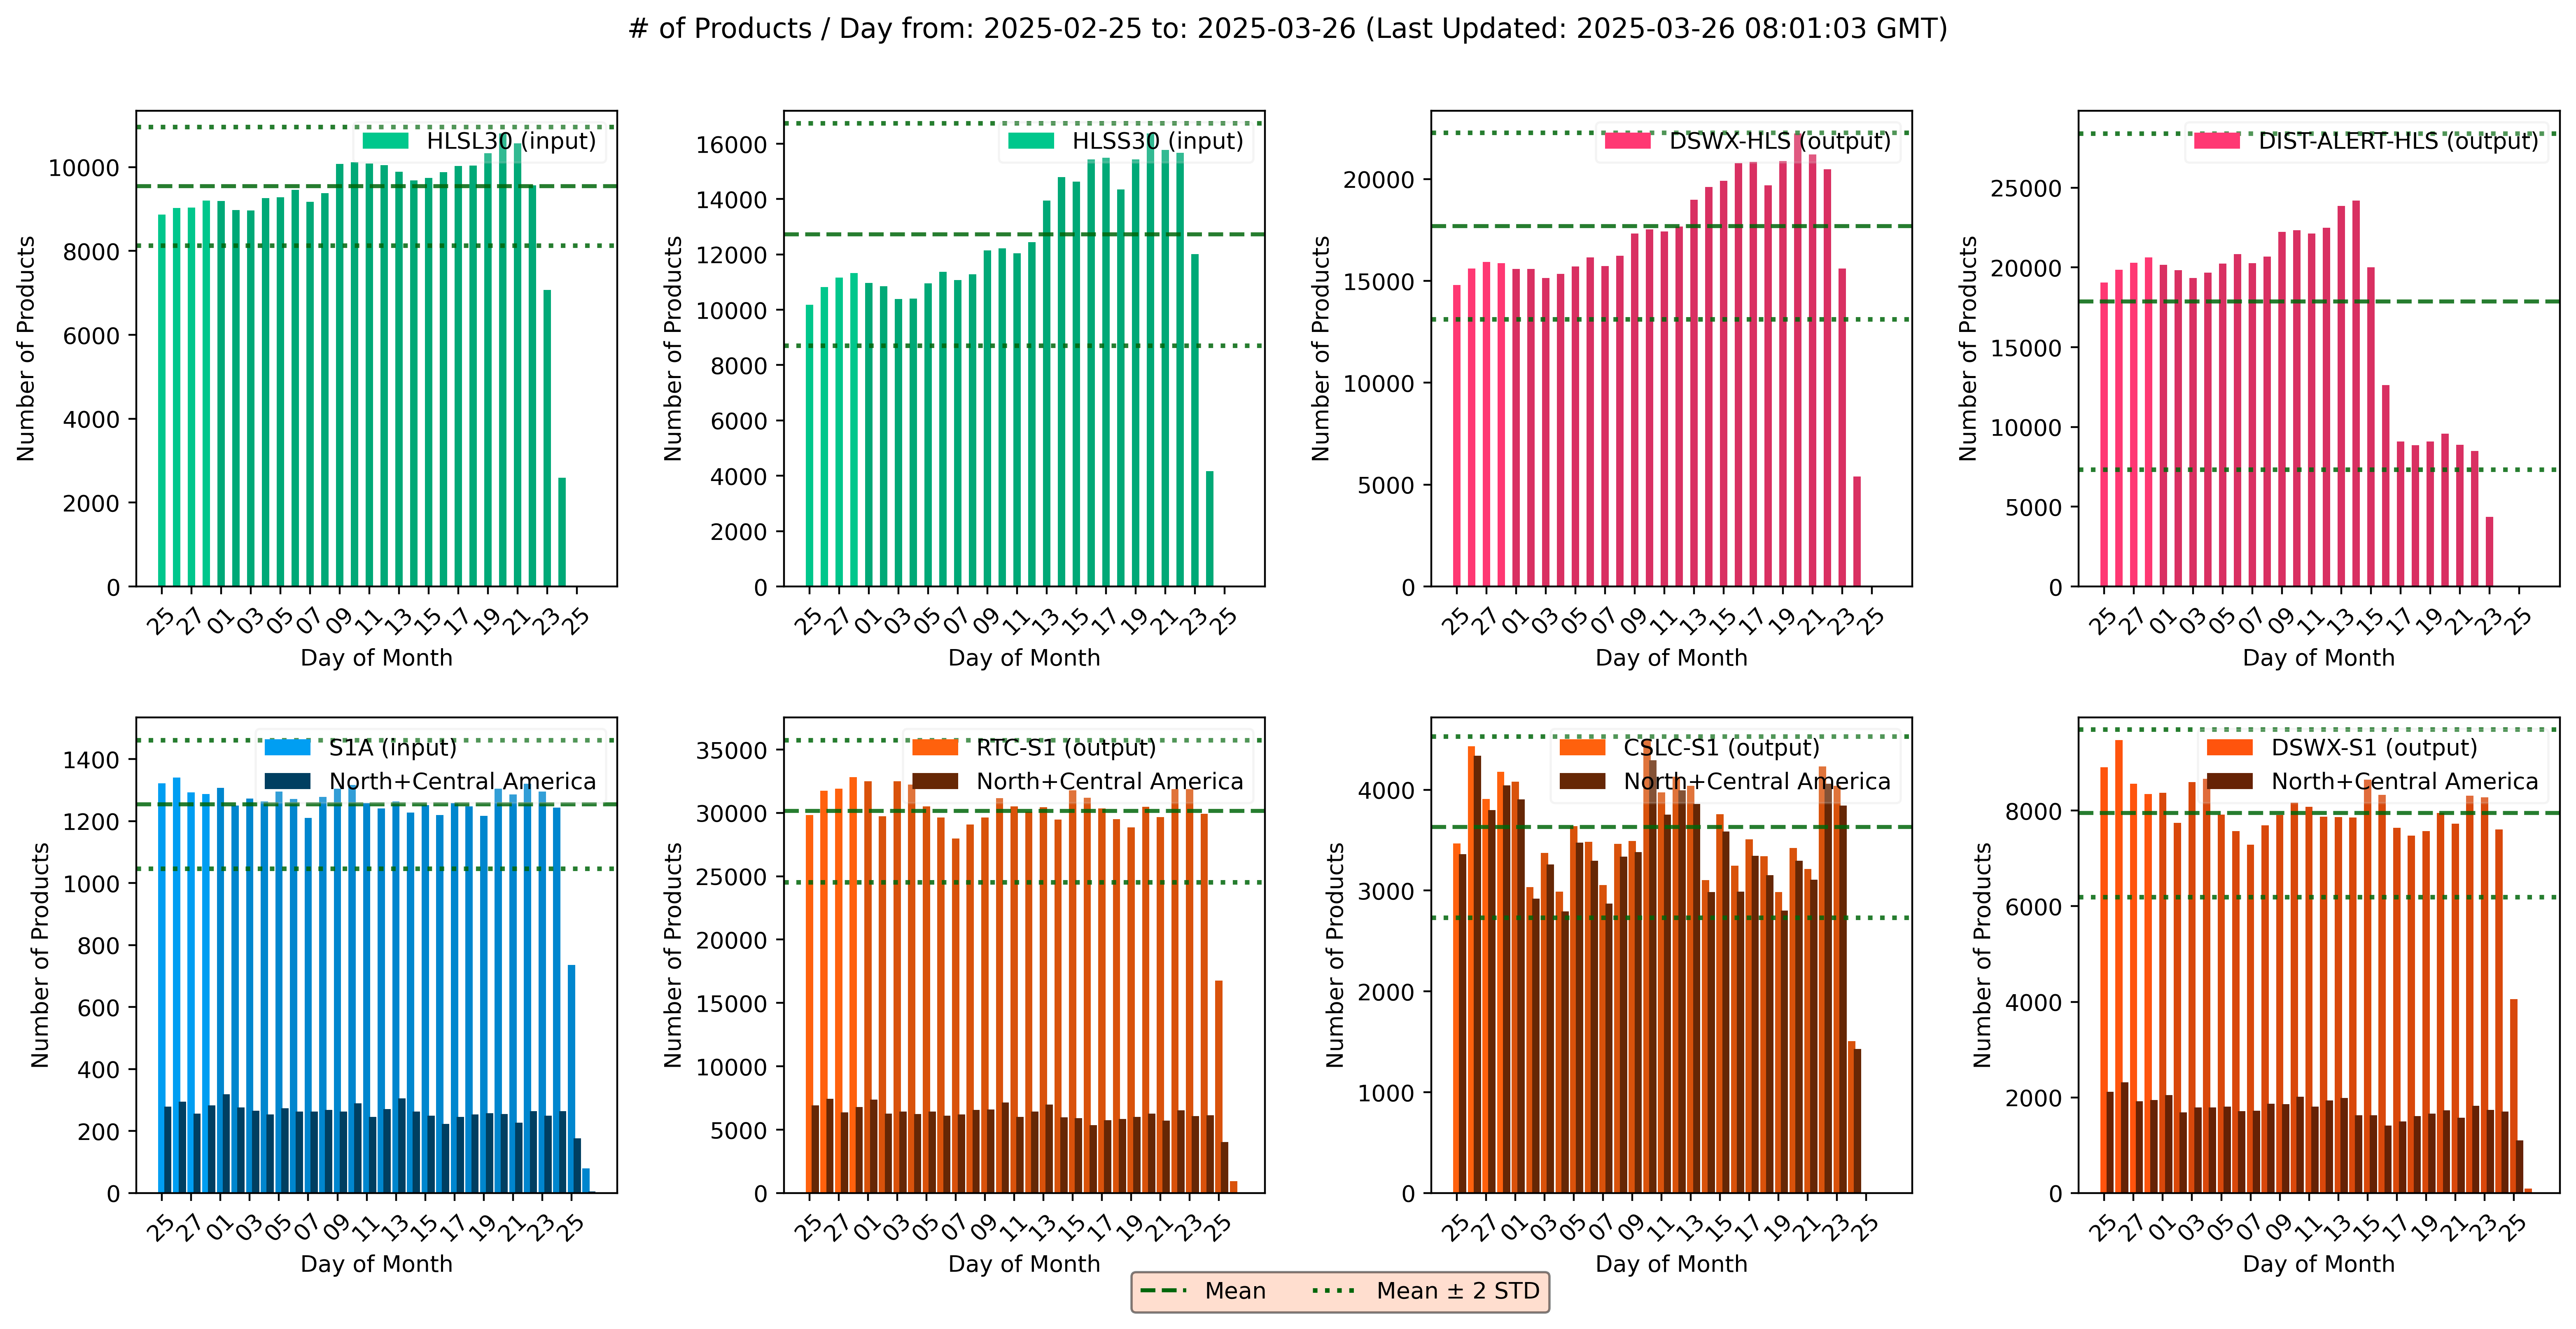 # of Products / Day from: 2025-02-25 to: 2025-03-26 (Last Updated: 2025-03-26 08:01:03 GMT)
HLSL30 (input)
Number of Products
10000
8000
6000
4000
2000
0
25 27 01 03 05 07 09 11 13 15 17 19 21 23 25
Day of Month
HLSS30 (input)
Number of Products
16000
14000
12000
10000
8000
6000
4000
2000
0
25 27 01 03 05 07 09 11 13 15 17 19 21 23 25
Day of Month
DSWX-HLS (output)
Number of Products
20000
15000
10000
5000
0
25 27 01 03 05 07 09 11 13 15 17 19 21 23 25
Day of Month
DIST-ALERT-HLS (output)
Number of Products
25000
20000
15000
10000
5000
0
25 27 01 03 05 07 09 11 13 15 17 19 21 23 25
Day of Month
S1A (input)
North+Central America
Number of Products
1400
1200
1000
800
600
400
200
0
25 27 01 03 05 07 09 11 13 15 17 19 21 23 25
Day of Month
RTC-S1 (output)
North+Central America
Number of Products
35000
30000
25000
20000
15000
10000
5000
0
25 27 01 03 05 07 09 11 13 15 17 19 21 23 25
Day of Month
CSLC-S1 (output)
North+Central America
Number of Products
4000
3000
2000
1000
0
25 27 01 03 05 07 09 11 13 15 17 19 21 23 25
Day of Month
DSWX-S1 (output)
North+Central America
Number of Products
8000
6000
4000
2000
0
25 27 01 03 05 07 09 11 13 15 17 19 21 23 25
Day of Month
Mean
Mean ± 2 STD